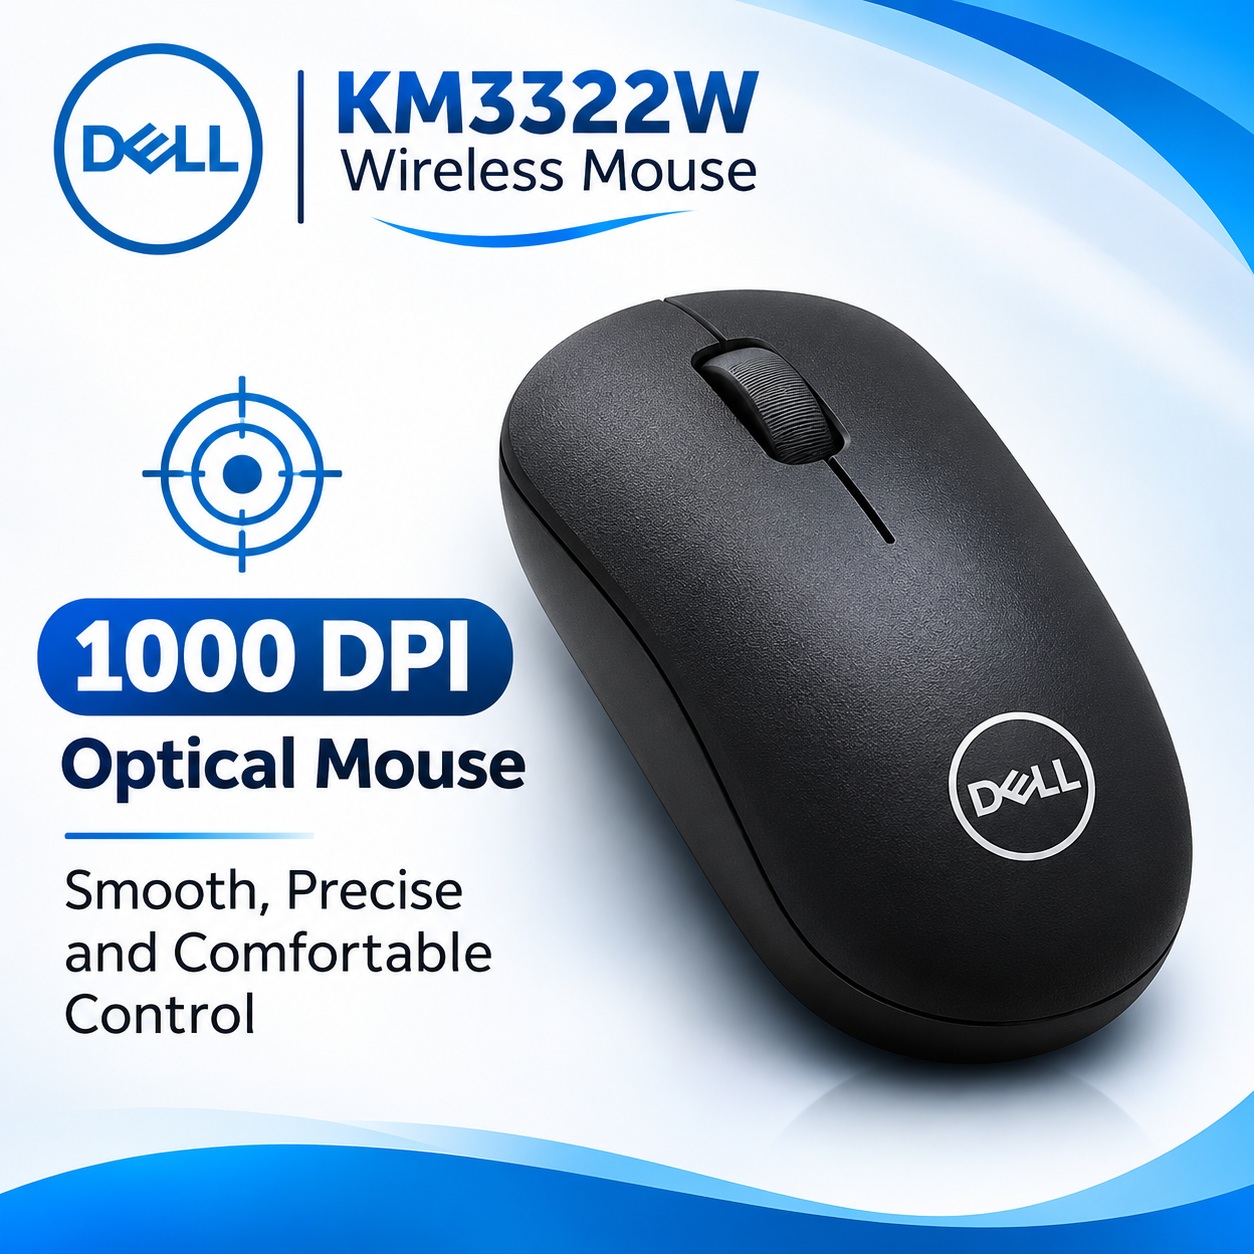 DELL
KM3322W
Wireless Mouse
1000 DPI
Optical Mouse
Smooth, Precise
and Comfortable
Control
DELL